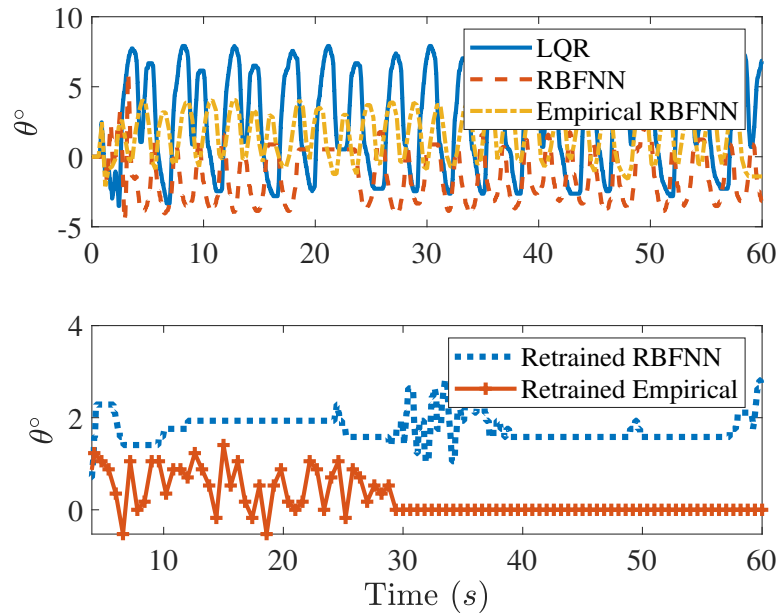 10
5
0
-5
θ°
LQR
RBFNN
Empirical RBFNN
0 10 20 30 40 50 60
4
2
0
θ°
Retrained RBFNN
Retrained Empirical
10 20 30 40 50 60
Time (s)